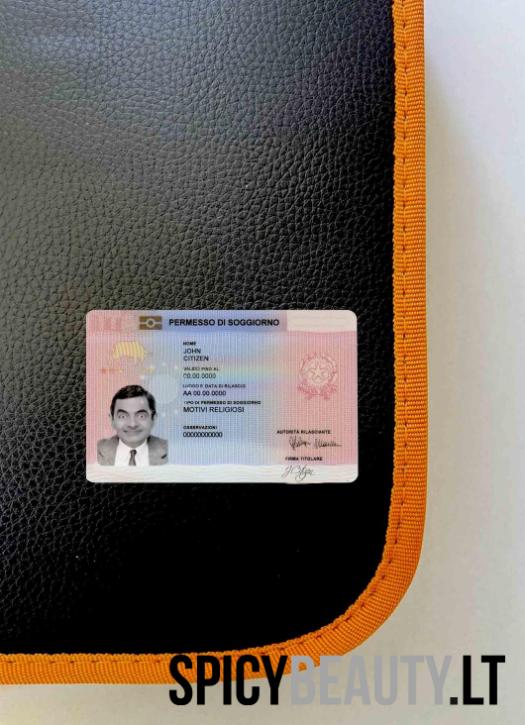 PERMESSO DI SOGGIORNO
NOME
JOHN
CITIZEN
VALIDO FINO AL
00.00.0000
LUOGO E DATA DI RILASCIO
AA 00.00.0000
TIPO DI PERMESSO DI SOGGIORNO
MOTIVI RELIGIOSI
OSSERVAZIONI
00000000000
AUTORITÀ RILASCIANTE
FIRMA TITOLARE
SPICYBEAUTY.LT